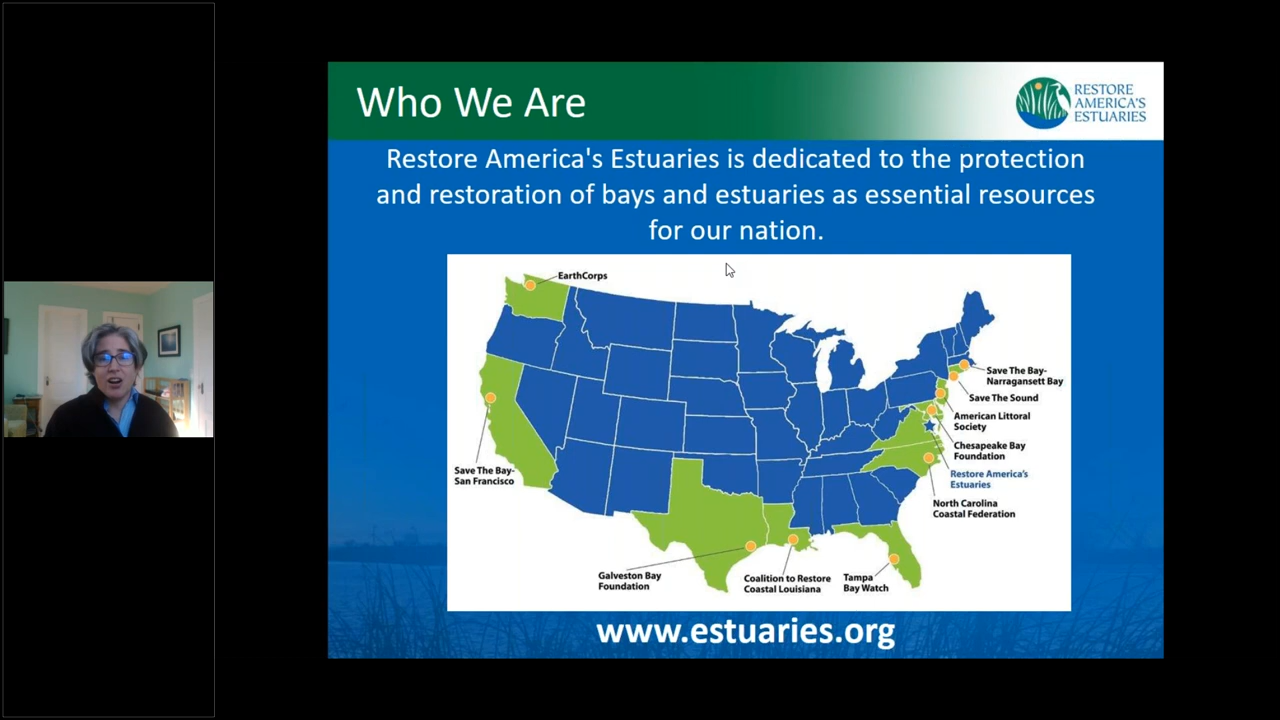 Who We Are
RESTORE
AMERICA'S
ESTUARIES
Restore America's Estuaries is dedicated to the protection
and restoration of bays and estuaries as essential resources
for our nation.
EarthCorps
Save The Bay-
Narragansett Bay
Save The Sound
American Littoral
Society
Chesapeake Bay
Foundation
Restore America's
Estuaries
North Carolina
Coastal Federation
Save The Bay-
San Francisco
Galveston Bay
Foundation
Coalition to Restore
Coastal Louisiana
Tampa
Bay Watch
www.estuaries.org